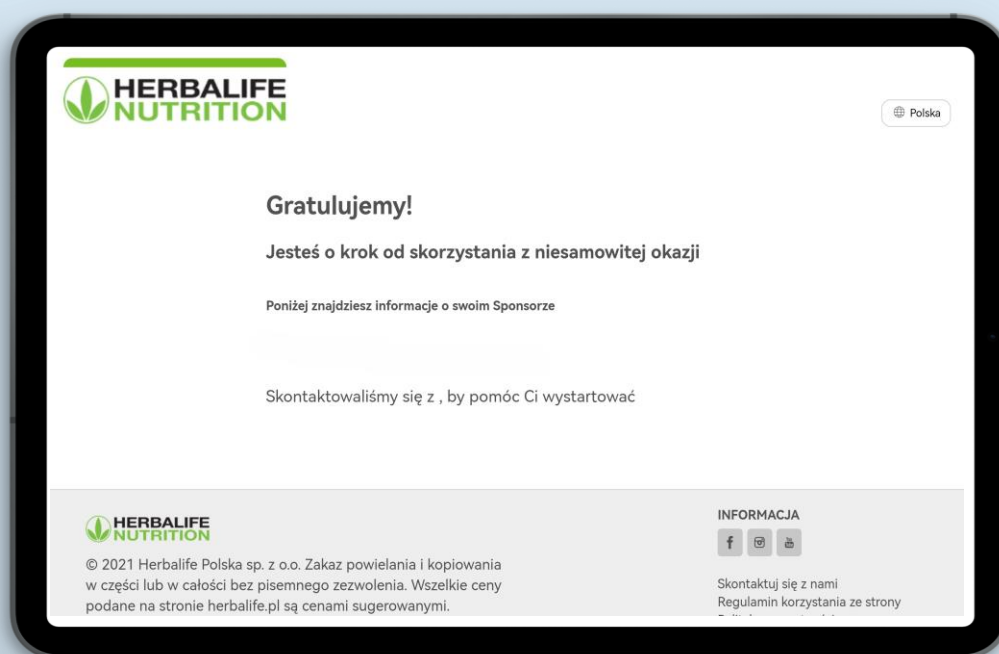 HERBALIFE
NUTRITION
Polska
Gratulujemy!
Jesteś o krok od skorzystania z niesamowitej okazji
Poniżej znajdziesz informacje o swoim Sponsorze
Skontaktowaliśmy się z , by pomóc Ci wystartować
HERBALIFE
NUTRITION
© 2021 Herbalife Polska sp. z o.o. Zakaz powielania i kopiowania
w części lub w całości bez pisemnego zezwolenia. Wszelkie ceny
podane na stronie herbalife.pl są cenami sugerowanymi.
INFORMACJA
Skontaktuj się z nami
Regulamin korzystania ze strony